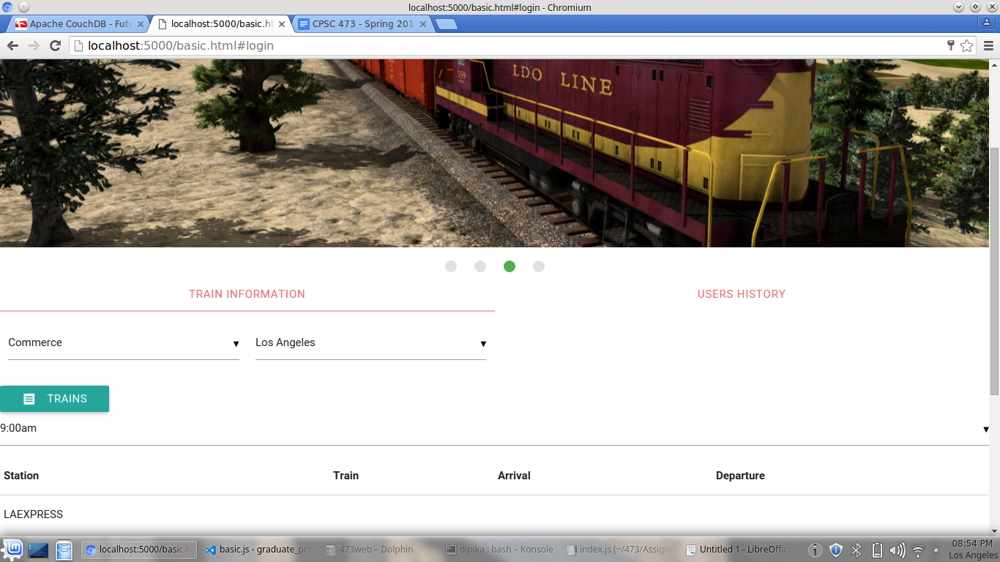 localhost:5000/basic.html#login - Chromium
Apache CouchDB - Fut
localhost:5000/basic.ht
CPSC 473 - Spring 201
localhost:5000/basic.html#login
559
LDO LINE
TRAIN INFORMATION
USERS HISTORY
Commerce
Los Angeles
TRAINS
9:00am
Station Train Arrival Departure
LAEXPRESS
localhost:5000/basic.h
basic.js - graduate_pro
473web – Dolphin
dipika : bash – Konsole
index.js (~/473/Assign
Untitled 1 - LibreOffice
1
08:54 PM
Los Angeles